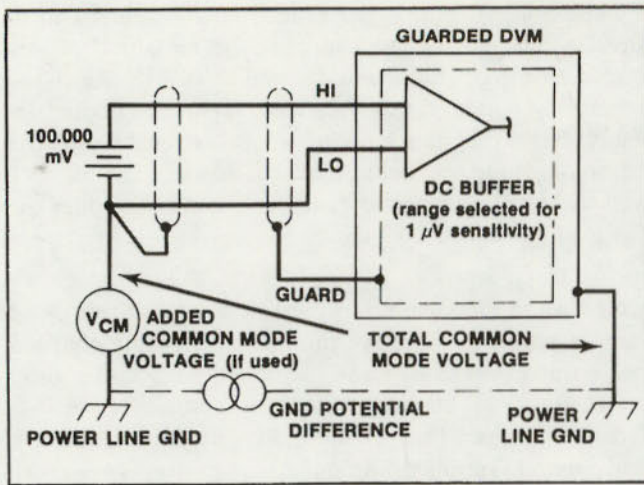 GUARDED DVM
HI
100.000
mV
LO
DC BUFFER
(range selected for
1 μV sensitivity)
GUARD
VCM
ADDED
COMMON MODE
VOLTAGE (if used)
TOTAL COMMON
MODE VOLTAGE
GND POTENTIAL
DIFFERENCE
POWER LINE GND
POWER
LINE GND